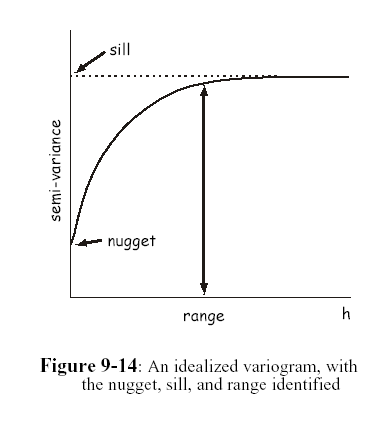 sill
semi-variance
nugget
range
h
Figure 9-14: An idealized variogram, with
the nugget, sill, and range identified